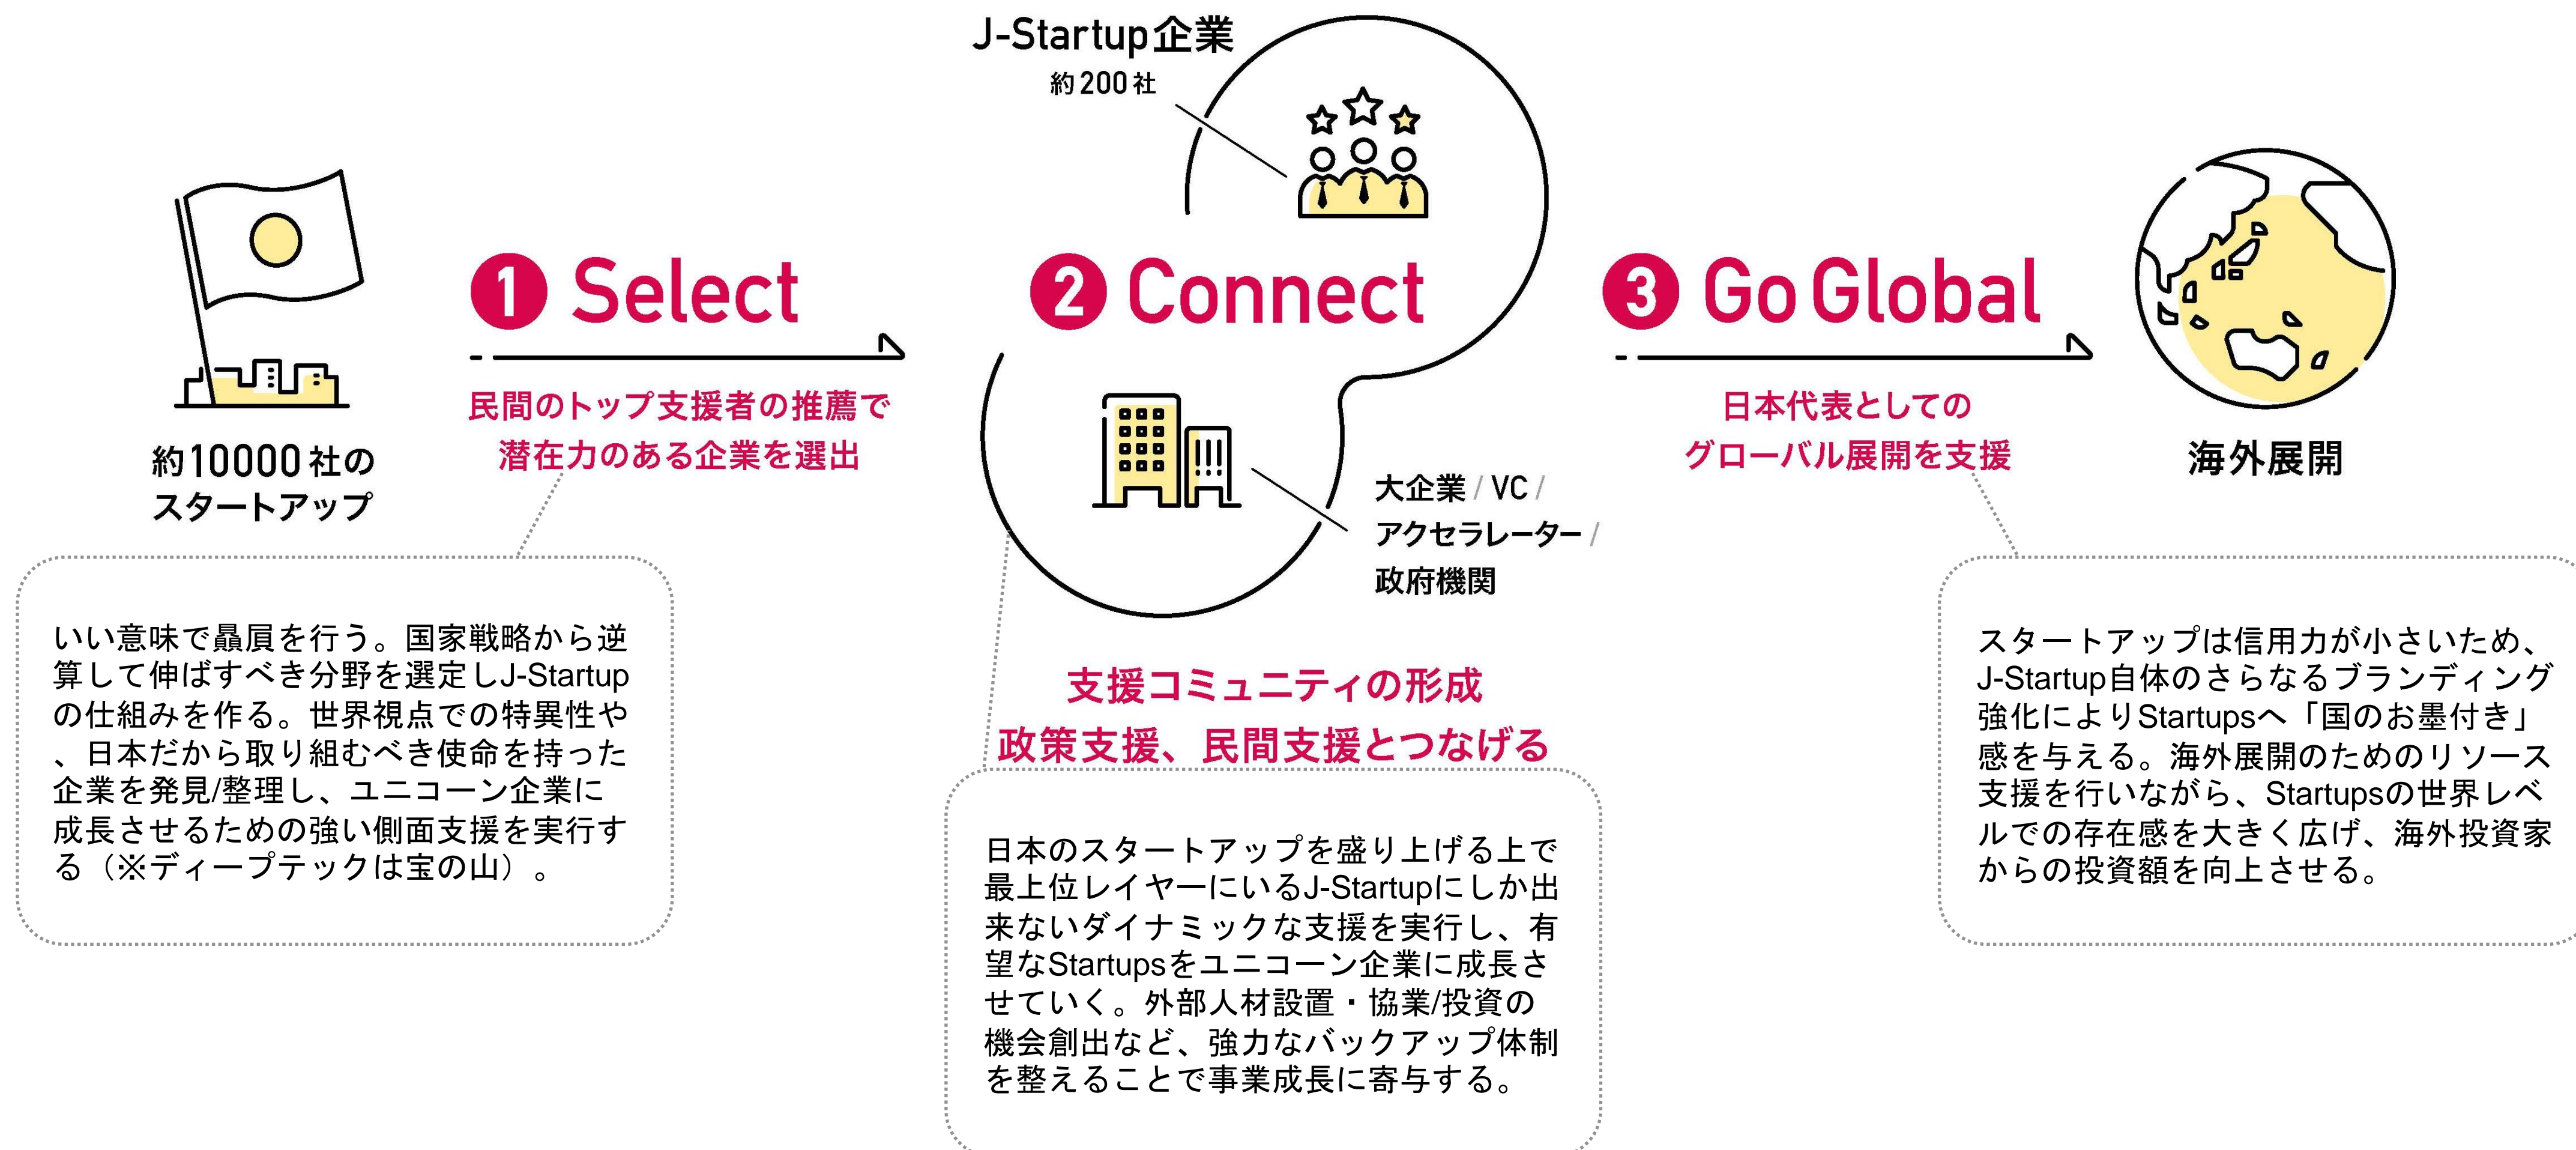 約10000社の
スタートアップ
❶ Select
民間のトップ支援者の推薦で
潜在力のある企業を選出
いい意味で贔屓を行う。国家戦略から逆
算して伸ばすべき分野を選定しJ-Startup
の仕組みを作る。世界視点での特異性や
、日本だから取り組むべき使命を持った
企業を発見/整理し、ユニコーン企業に
成長させるための強い側面支援を実行す
る（※ディープテックは宝の山）。
J-Startup企業
約200社
❷ Connect
大企業 / VC /
アクセラレーター /
政府機関
支援コミュニティの形成
政策支援、民間支援とつなげる
日本のスタートアップを盛り上げる上で
最上位レイヤーにいるJ-Startupにしか出
来ないダイナミックな支援を実行し、有
望なStartupsをユニコーン企業に成長さ
せていく。外部人材設置・協業/投資の
機会創出など、強力なバックアップ体制
を整えることで事業成長に寄与する。
❸ Go Global
日本代表としての
グローバル展開を支援
海外展開
スタートアップは信用力が小さいため、
J-Startup自体のさらなるブランディング
強化によりStartupsへ「国のお墨付き」
感を与える。海外展開のためのリソース
支援を行いながら、Startupsの世界レベ
ルでの存在感を大きく広げ、海外投資家
からの投資額を向上させる。